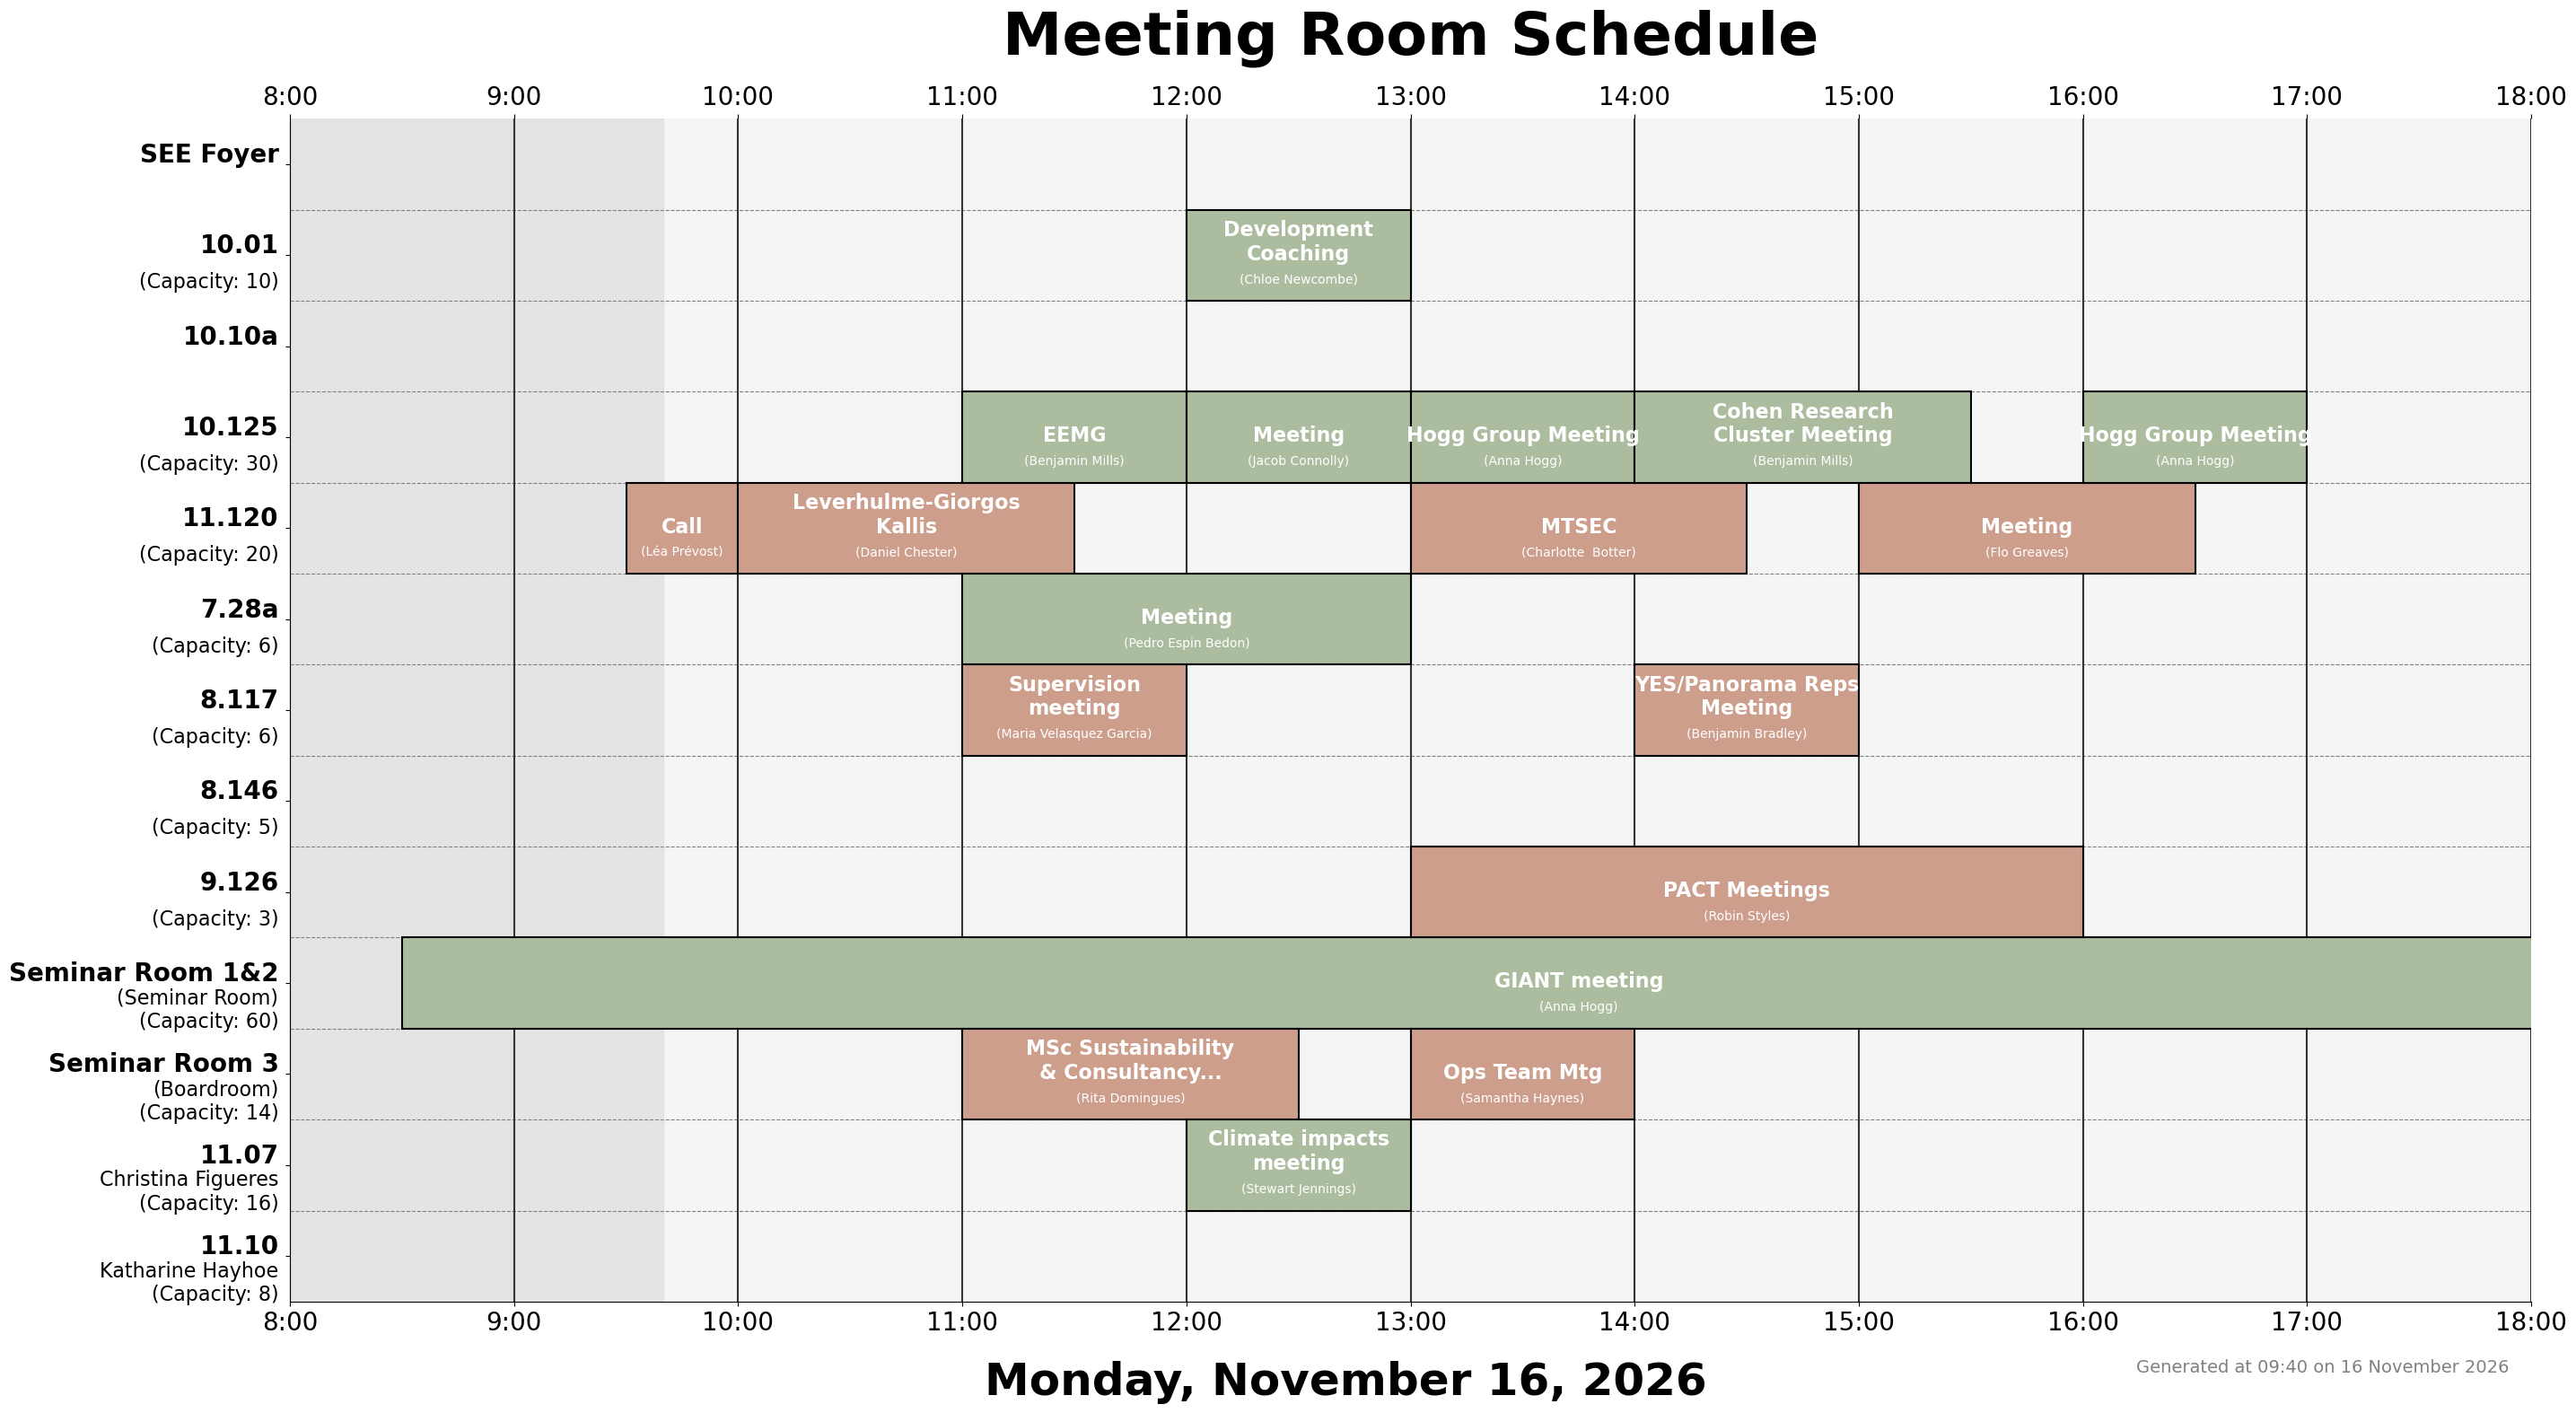 Meeting Room Schedule
8:00 9:00 10:00 11:00 12:00 13:00 14:00 15:00 16:00 17:00 18:00
SEE Foyer
10.01
(Capacity: 10)
Development
Coaching
(Chloe Newcombe)
10.10a
10.125
(Capacity: 30)
EEMG
(Benjamin Mills)
Meeting
(Jacob Connolly)
Hogg Group Meeting
(Anna Hogg)
Cohen Research
Cluster Meeting
(Benjamin Mills)
Hogg Group Meeting
(Anna Hogg)
11.120
(Capacity: 20)
Call
(Léa Prévost)
Leverhulme-Giorgos
Kallis
(Daniel Chester)
MTSEC
(Charlotte  Botter)
Meeting
(Flo Greaves)
7.28a
(Capacity: 6)
Meeting
(Pedro Espin Bedon)
8.117
(Capacity: 6)
Supervision
meeting
(Maria Velasquez Garcia)
YES/Panorama Reps
Meeting
(Benjamin Bradley)
8.146
(Capacity: 5)
9.126
(Capacity: 3)
PACT Meetings
(Robin Styles)
Seminar Room 1&2
(Seminar Room)
(Capacity: 60)
GIANT meeting
(Anna Hogg)
Seminar Room 3
(Boardroom)
(Capacity: 14)
MSc Sustainability
& Consultancy...
(Rita Domingues)
Ops Team Mtg
(Samantha Haynes)
11.07
Christina Figueres
(Capacity: 16)
Climate impacts
meeting
(Stewart Jennings)
11.10
Katharine Hayhoe
(Capacity: 8)
8:00 9:00 10:00 11:00 12:00 13:00 14:00 15:00 16:00 17:00 18:00
Monday, November 16, 2026
Generated at 09:40 on 16 November 2026